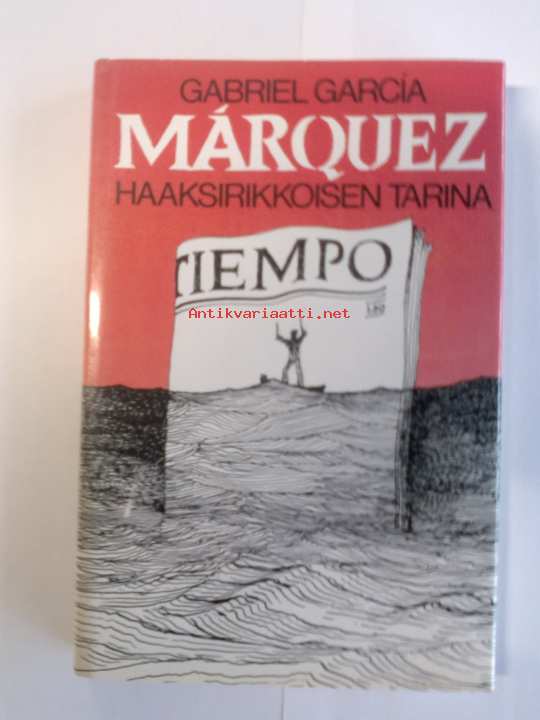 GABRIEL GARCÍA
MÁRQUEZ
HAAKSIRIKKOISEN TARINA
TIEMPO
Antikvariaatti.net